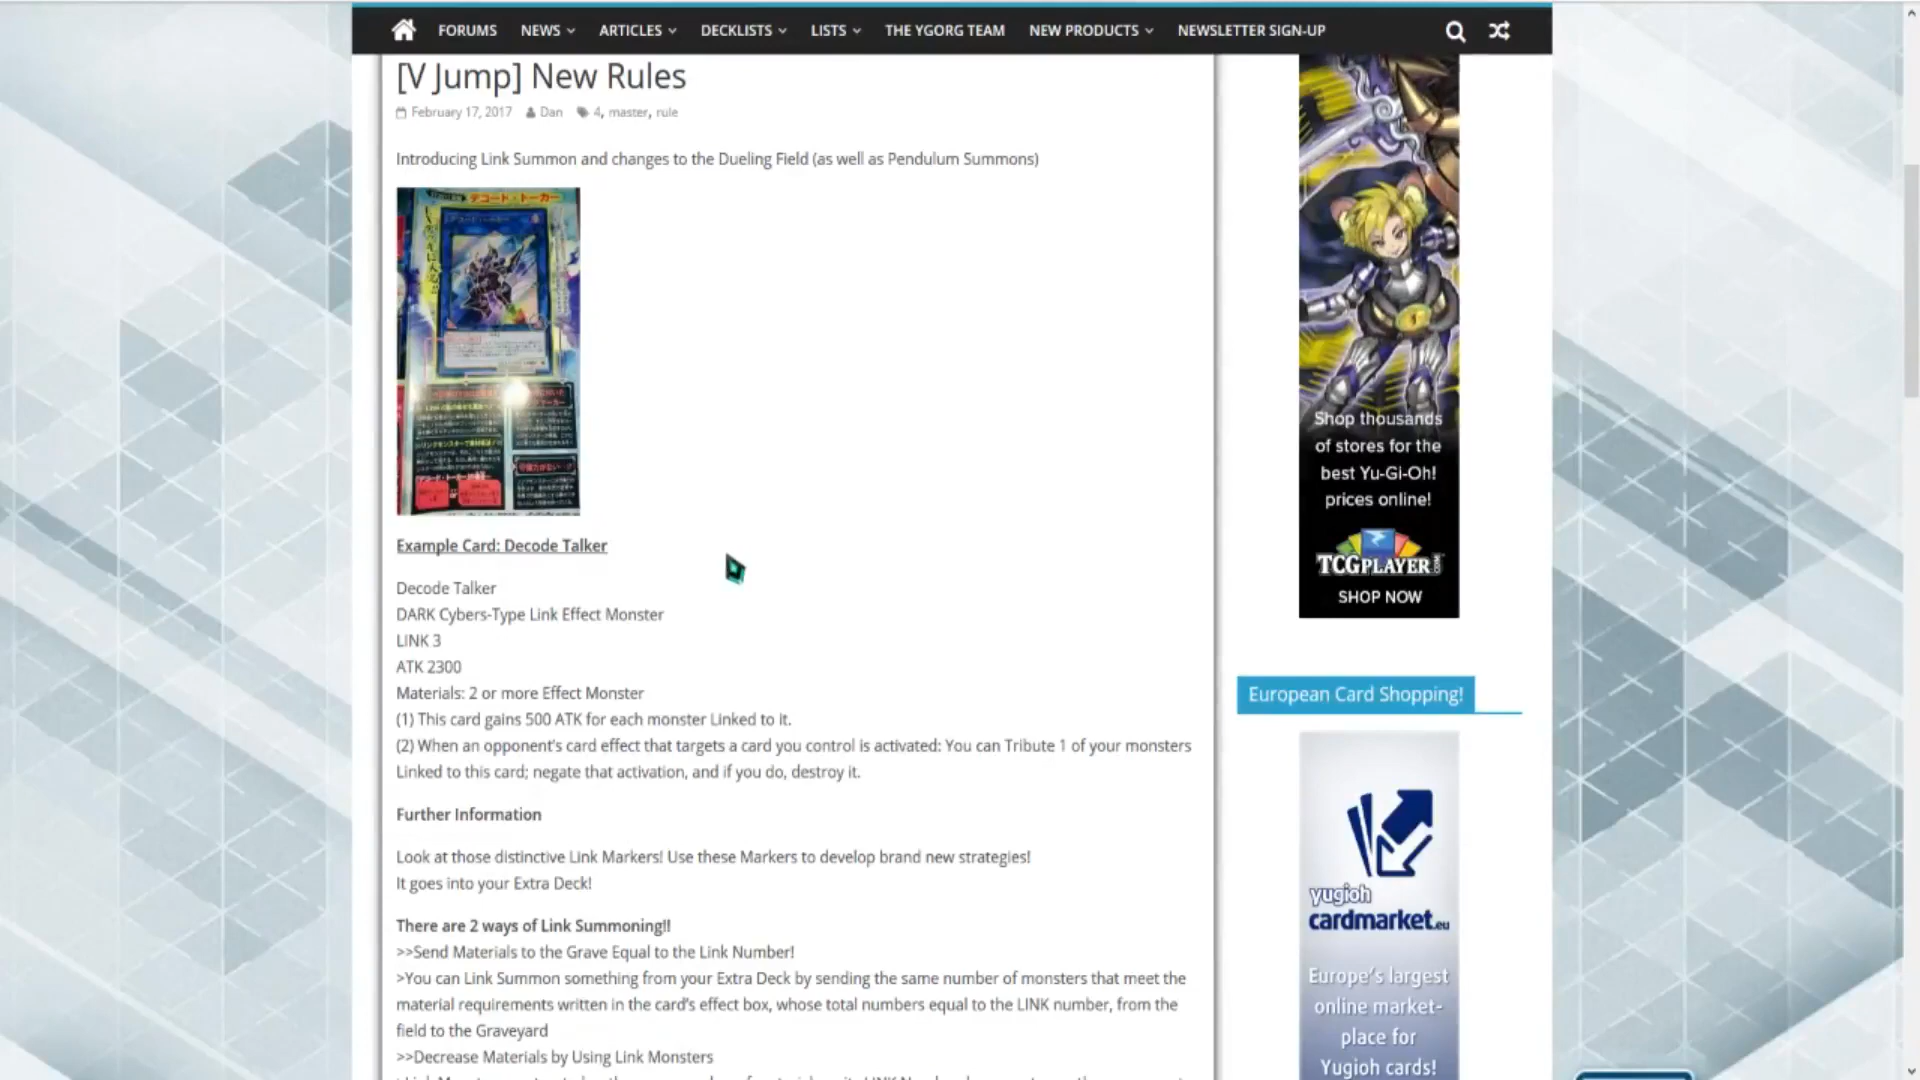 FORUMS NEWS ARTICLES DECKLISTS LISTS THE YGORG TEAM NEW PRODUCTS NEWSLETTER SIGN-UP
[V Jump] New Rules
February 17, 2017 Dan 4, master, rule
Introducing Link Summon and changes to the Dueling Field (as well as Pendulum Summons)
デコード・トーカー
Example Card: Decode Talker
Decode Talker
DARK Cybers-Type Link Effect Monster
LINK 3
ATK 2300
Materials: 2 or more Effect Monster
(1) This card gains 500 ATK for each monster Linked to it.
(2) When an opponent's card effect that targets a card you control is activated: You can Tribute 1 of your monsters
Linked to this card; negate that activation, and if you do, destroy it.
Further Information
Look at those distinctive Link Markers! Use these Markers to develop brand new strategies!
It goes into your Extra Deck!
There are 2 ways of Link Summoning!!
>>Send Materials to the Grave Equal to the Link Number!
>You can Link Summon something from your Extra Deck by sending the same number of monsters that meet the
material requirements written in the card's effect box, whose total numbers equal to the LINK number, from the
field to the Graveyard
>>Decrease Materials by Using Link Monsters
Shop thousands
of stores for the
best Yu-Gi-Oh!
prices online!
TCGPLAYER.COM
SHOP NOW
European Card Shopping!
yugioh
cardmarket.eu
Europe's largest
online market-
place for
Yugioh cards!